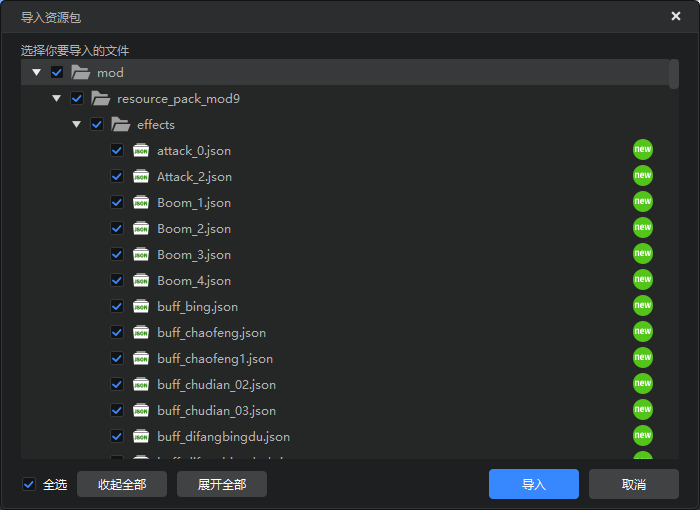 导入资源包
选择你要导入的文件
mod
resource_pack_mod9
effects
JSON attack_0.json new
JSON Attack_2.json new
JSON Boom_1.json new
JSON Boom_2.json new
JSON Boom_3.json new
JSON Boom_4.json new
JSON buff_bing.json new
JSON buff_chaofeng.json new
JSON buff_chaofeng1.json new
JSON buff_chudian_02.json new
JSON buff_chudian_03.json new
JSON buff_difangbingdu.json new
全选 收起全部 展开全部 导入 取消